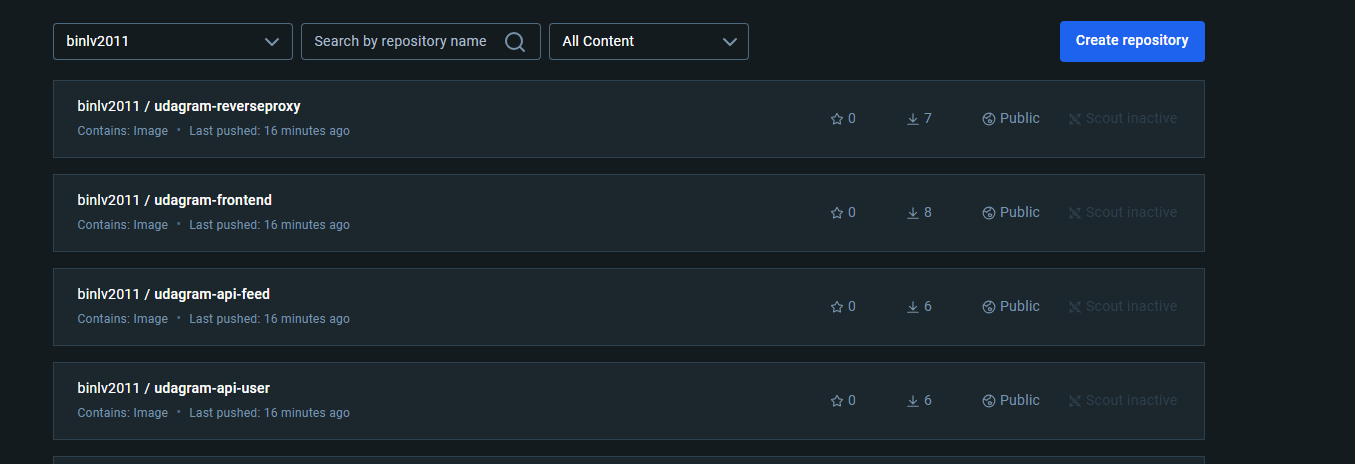 binlv2011 Search by repository name All Content Create repository
binlv2011 / udagram-reverseproxy
Contains: Image • Last pushed: 16 minutes ago
0 7 Public Scout inactive
binlv2011 / udagram-frontend
Contains: Image • Last pushed: 16 minutes ago
0 8 Public Scout inactive
binlv2011 / udagram-api-feed
Contains: Image • Last pushed: 16 minutes ago
0 6 Public Scout inactive
binlv2011 / udagram-api-user
Contains: Image • Last pushed: 16 minutes ago
0 6 Public Scout inactive